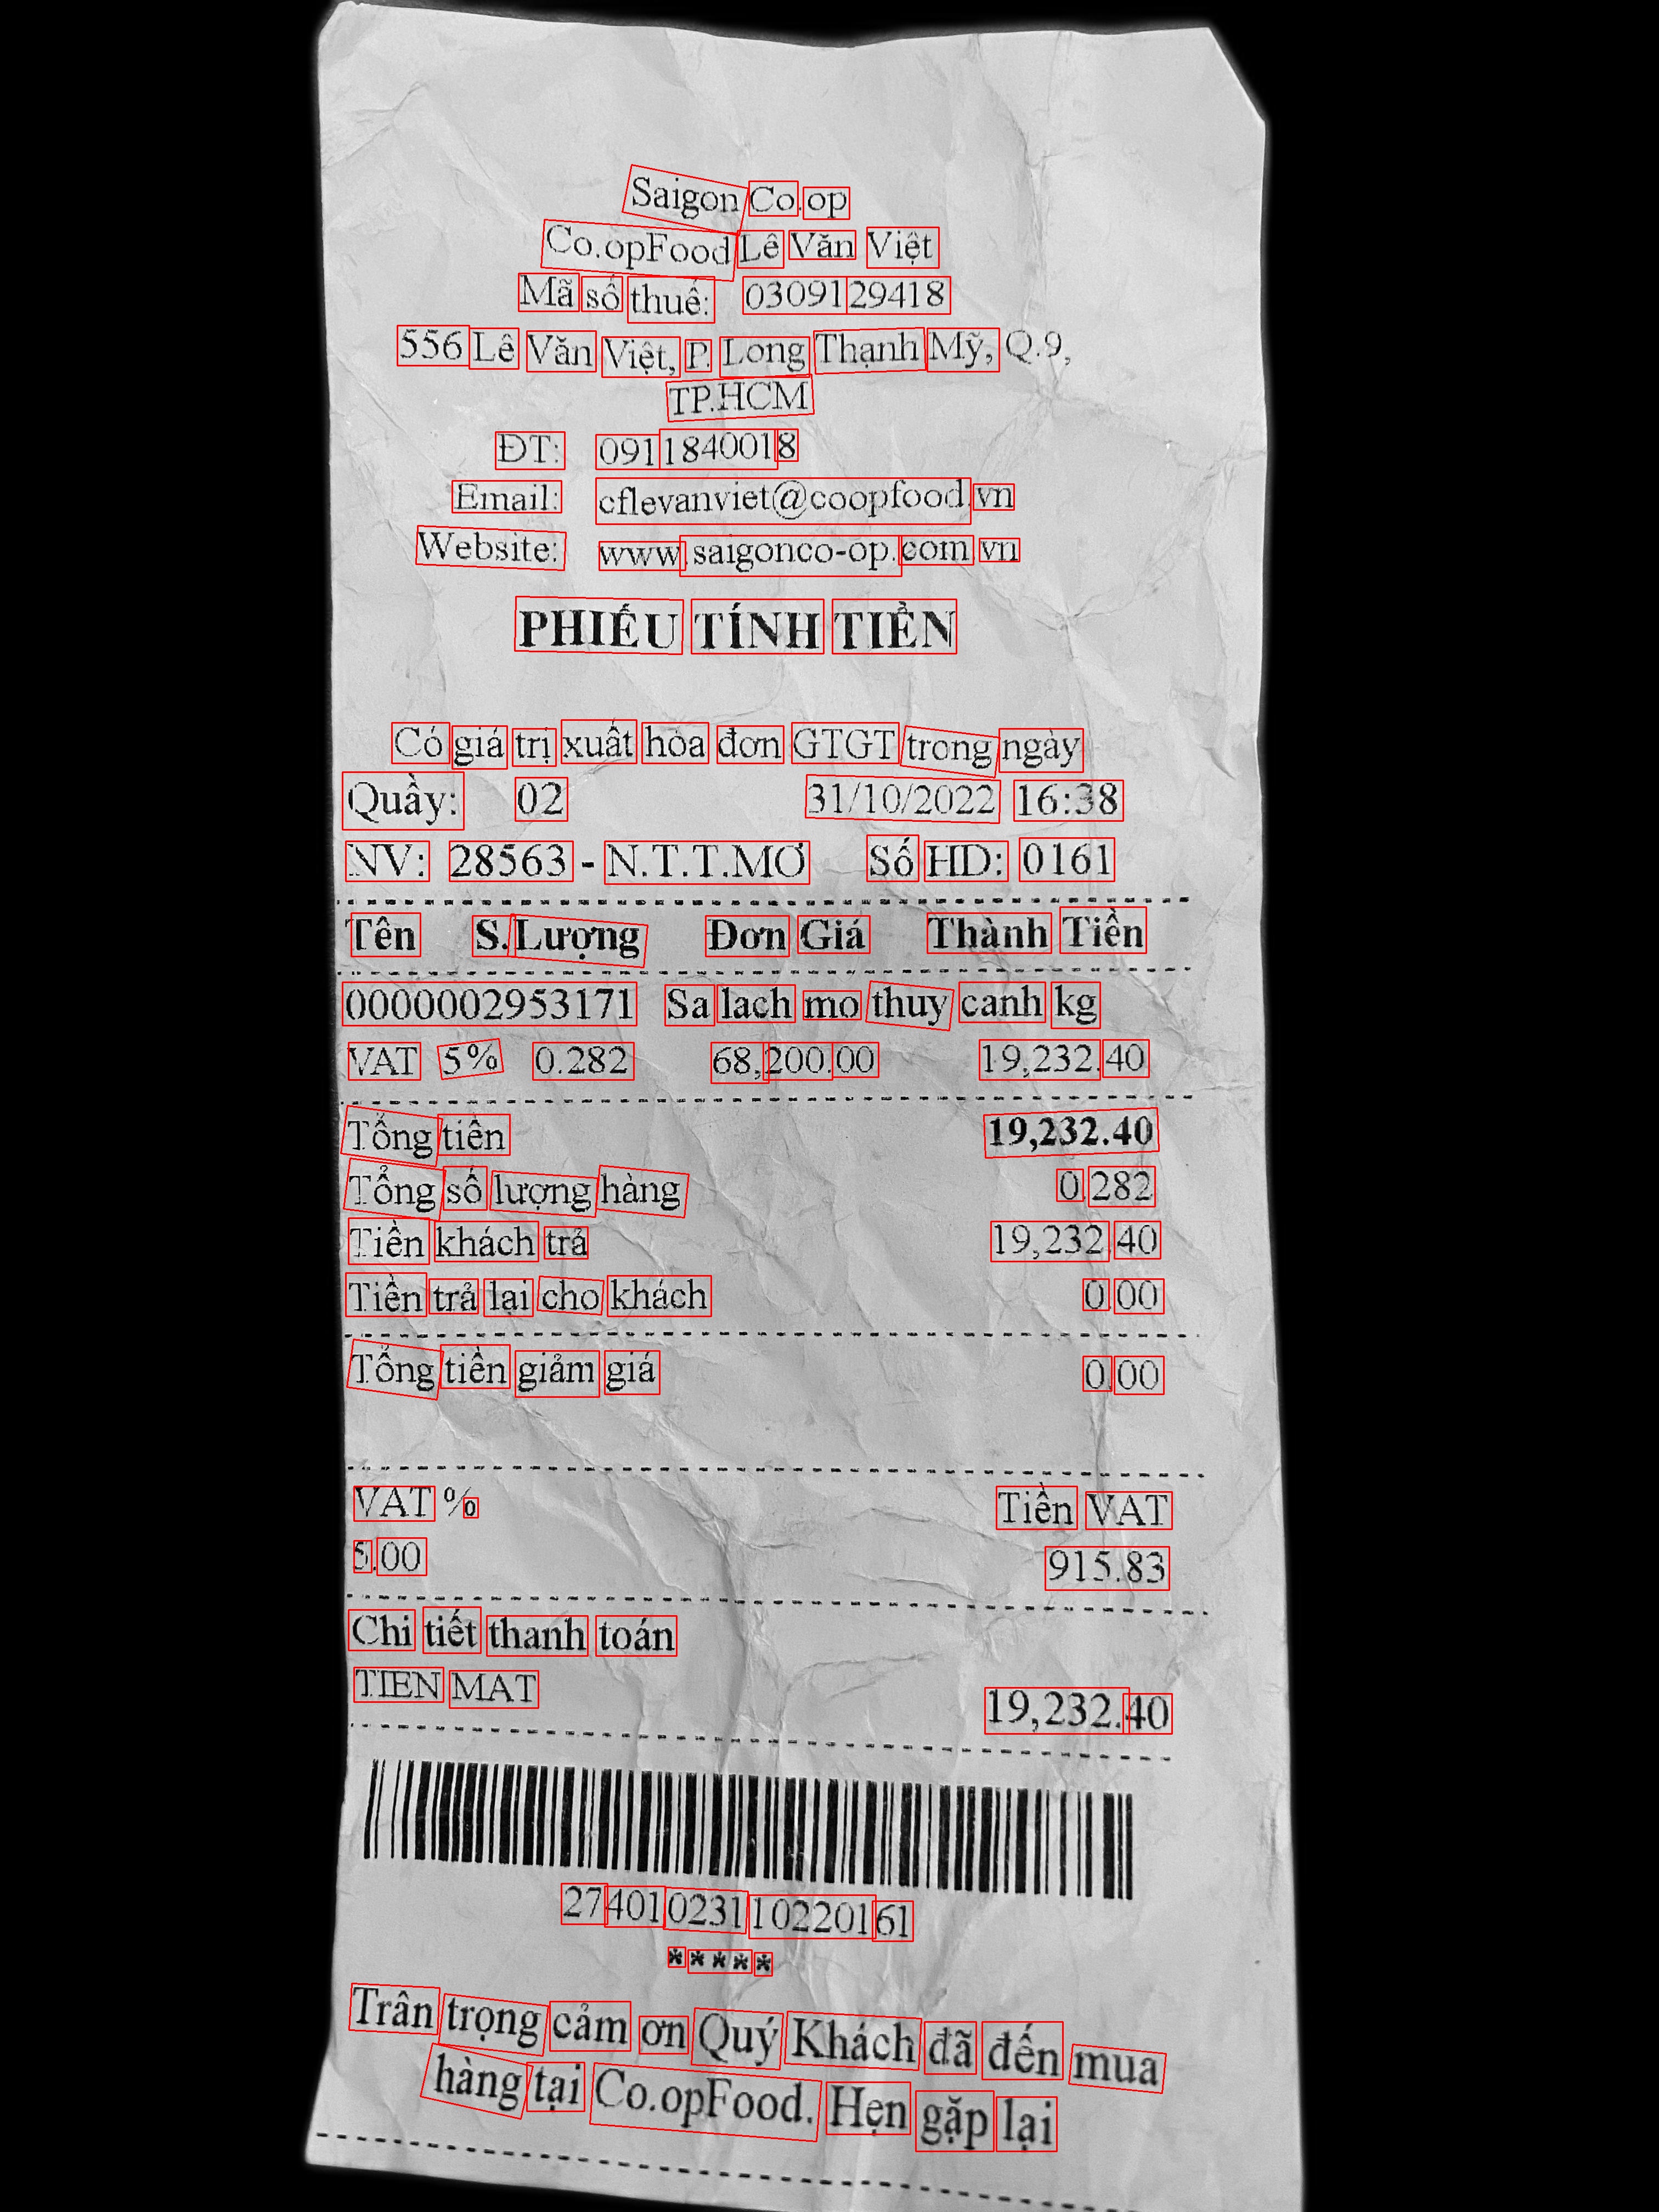 Saigon Co.op
Co.opFood Lê Văn Việt
Mã số thuế: 0309129418
556 Lê Văn Việt, P. Long Thạnh Mỹ, Q.9,
TP.HCM
ĐT: 0911840018
Email: cflevanviet@coopfood.vn
Website: www.saigonco-op.com.vn
PHIẾU TÍNH TIỀN
Có giá trị xuất hóa đơn GTGT trong ngày
Quầy: 02 31/10/2022 16:38
NV: 28563 - N.T.T.MƠ Số HD: 0161
Tên S.Lượng Đơn Giá Thành Tiền
0000002953171 Sa lach mo thuy canh kg
VAT 5% 0.282 68,200.00 19,232.40
Tổng tiền 19,232.40
Tổng số lượng hàng 0.282
Tiền khách trả 19,232.40
Tiền trả lại cho khách 0.00
Tổng tiền giảm giá 0.00
VAT % Tiền VAT
5.00 915.83
Chi tiết thanh toán
TIEN MAT 19,232.40
2740102311022016​1
*****
Trân trọng cảm ơn Quý Khách đã đến mua
hàng tại Co.opFood. Hẹn gặp lại